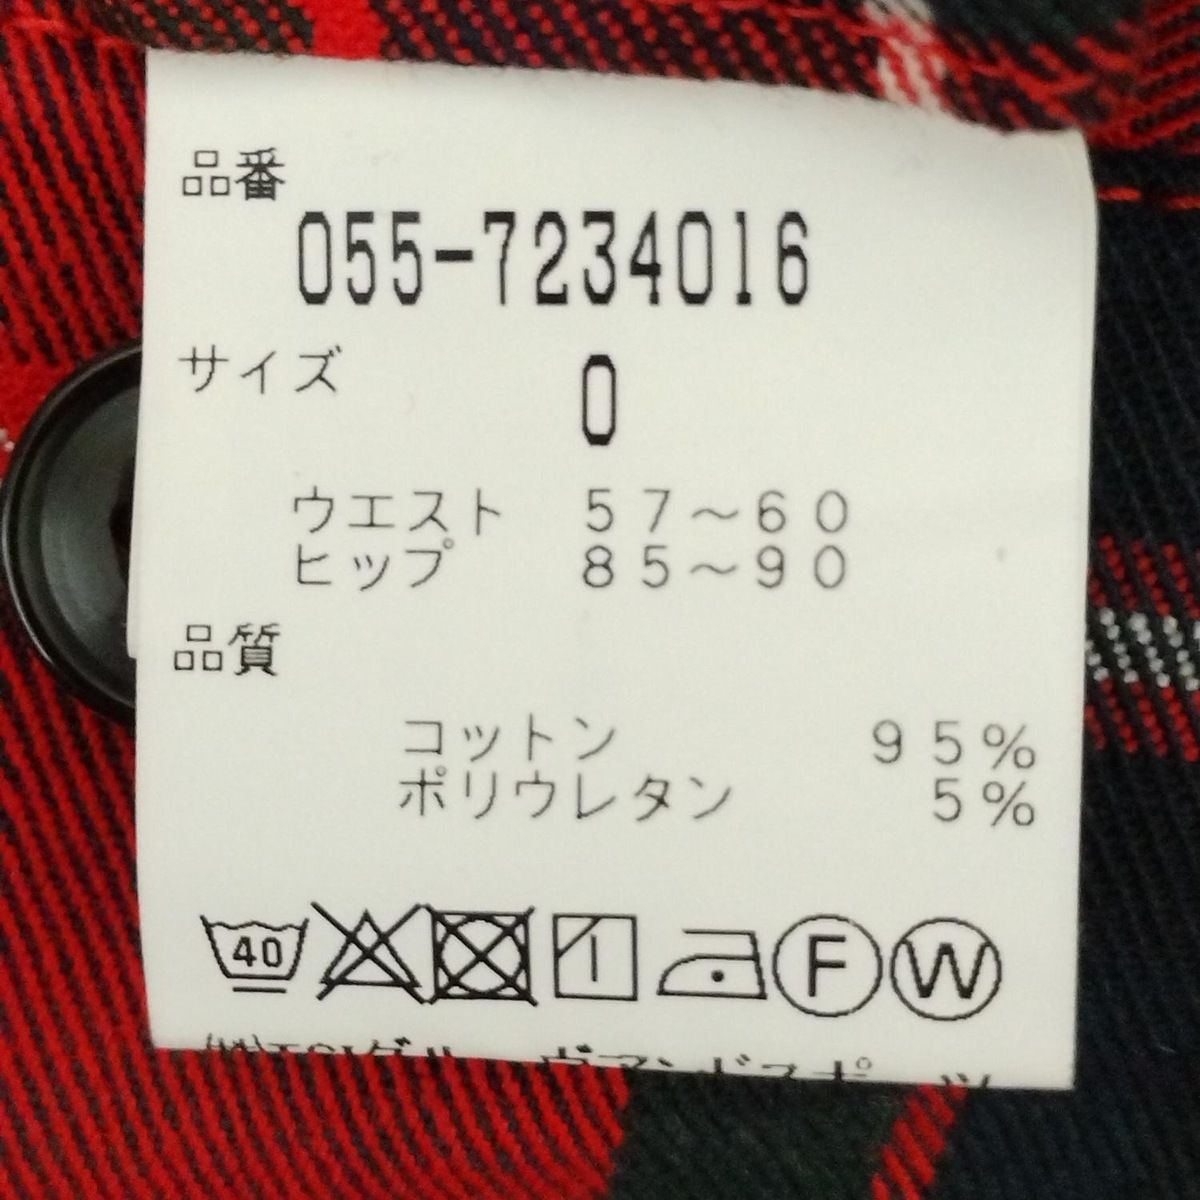 品番
055-7234016
サイズ 0
ウエスト 57～60
ヒップ 85～90
品質
コットン 95%
ポリウレタン 5%
40 F W